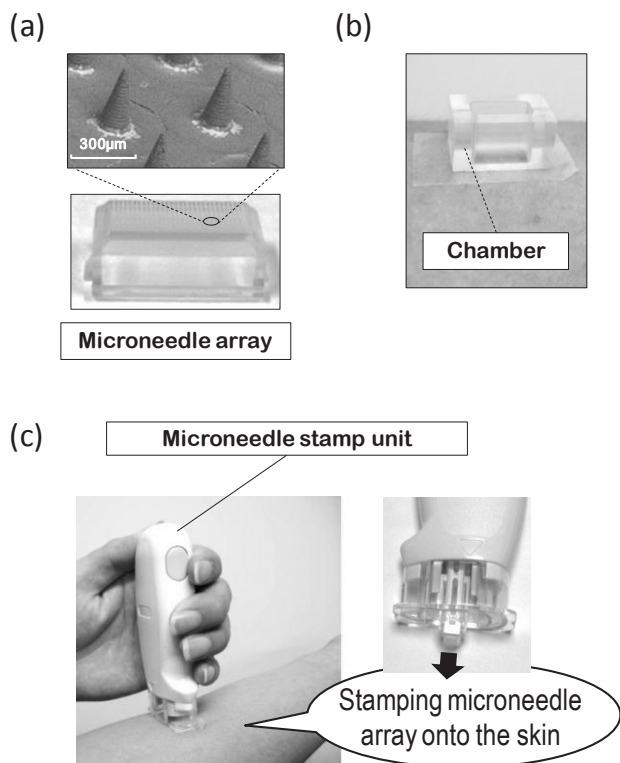 (a)
300µm
Microneedle array
(b)
Chamber
(c)
Microneedle stamp unit
Stamping microneedle
array onto the skin